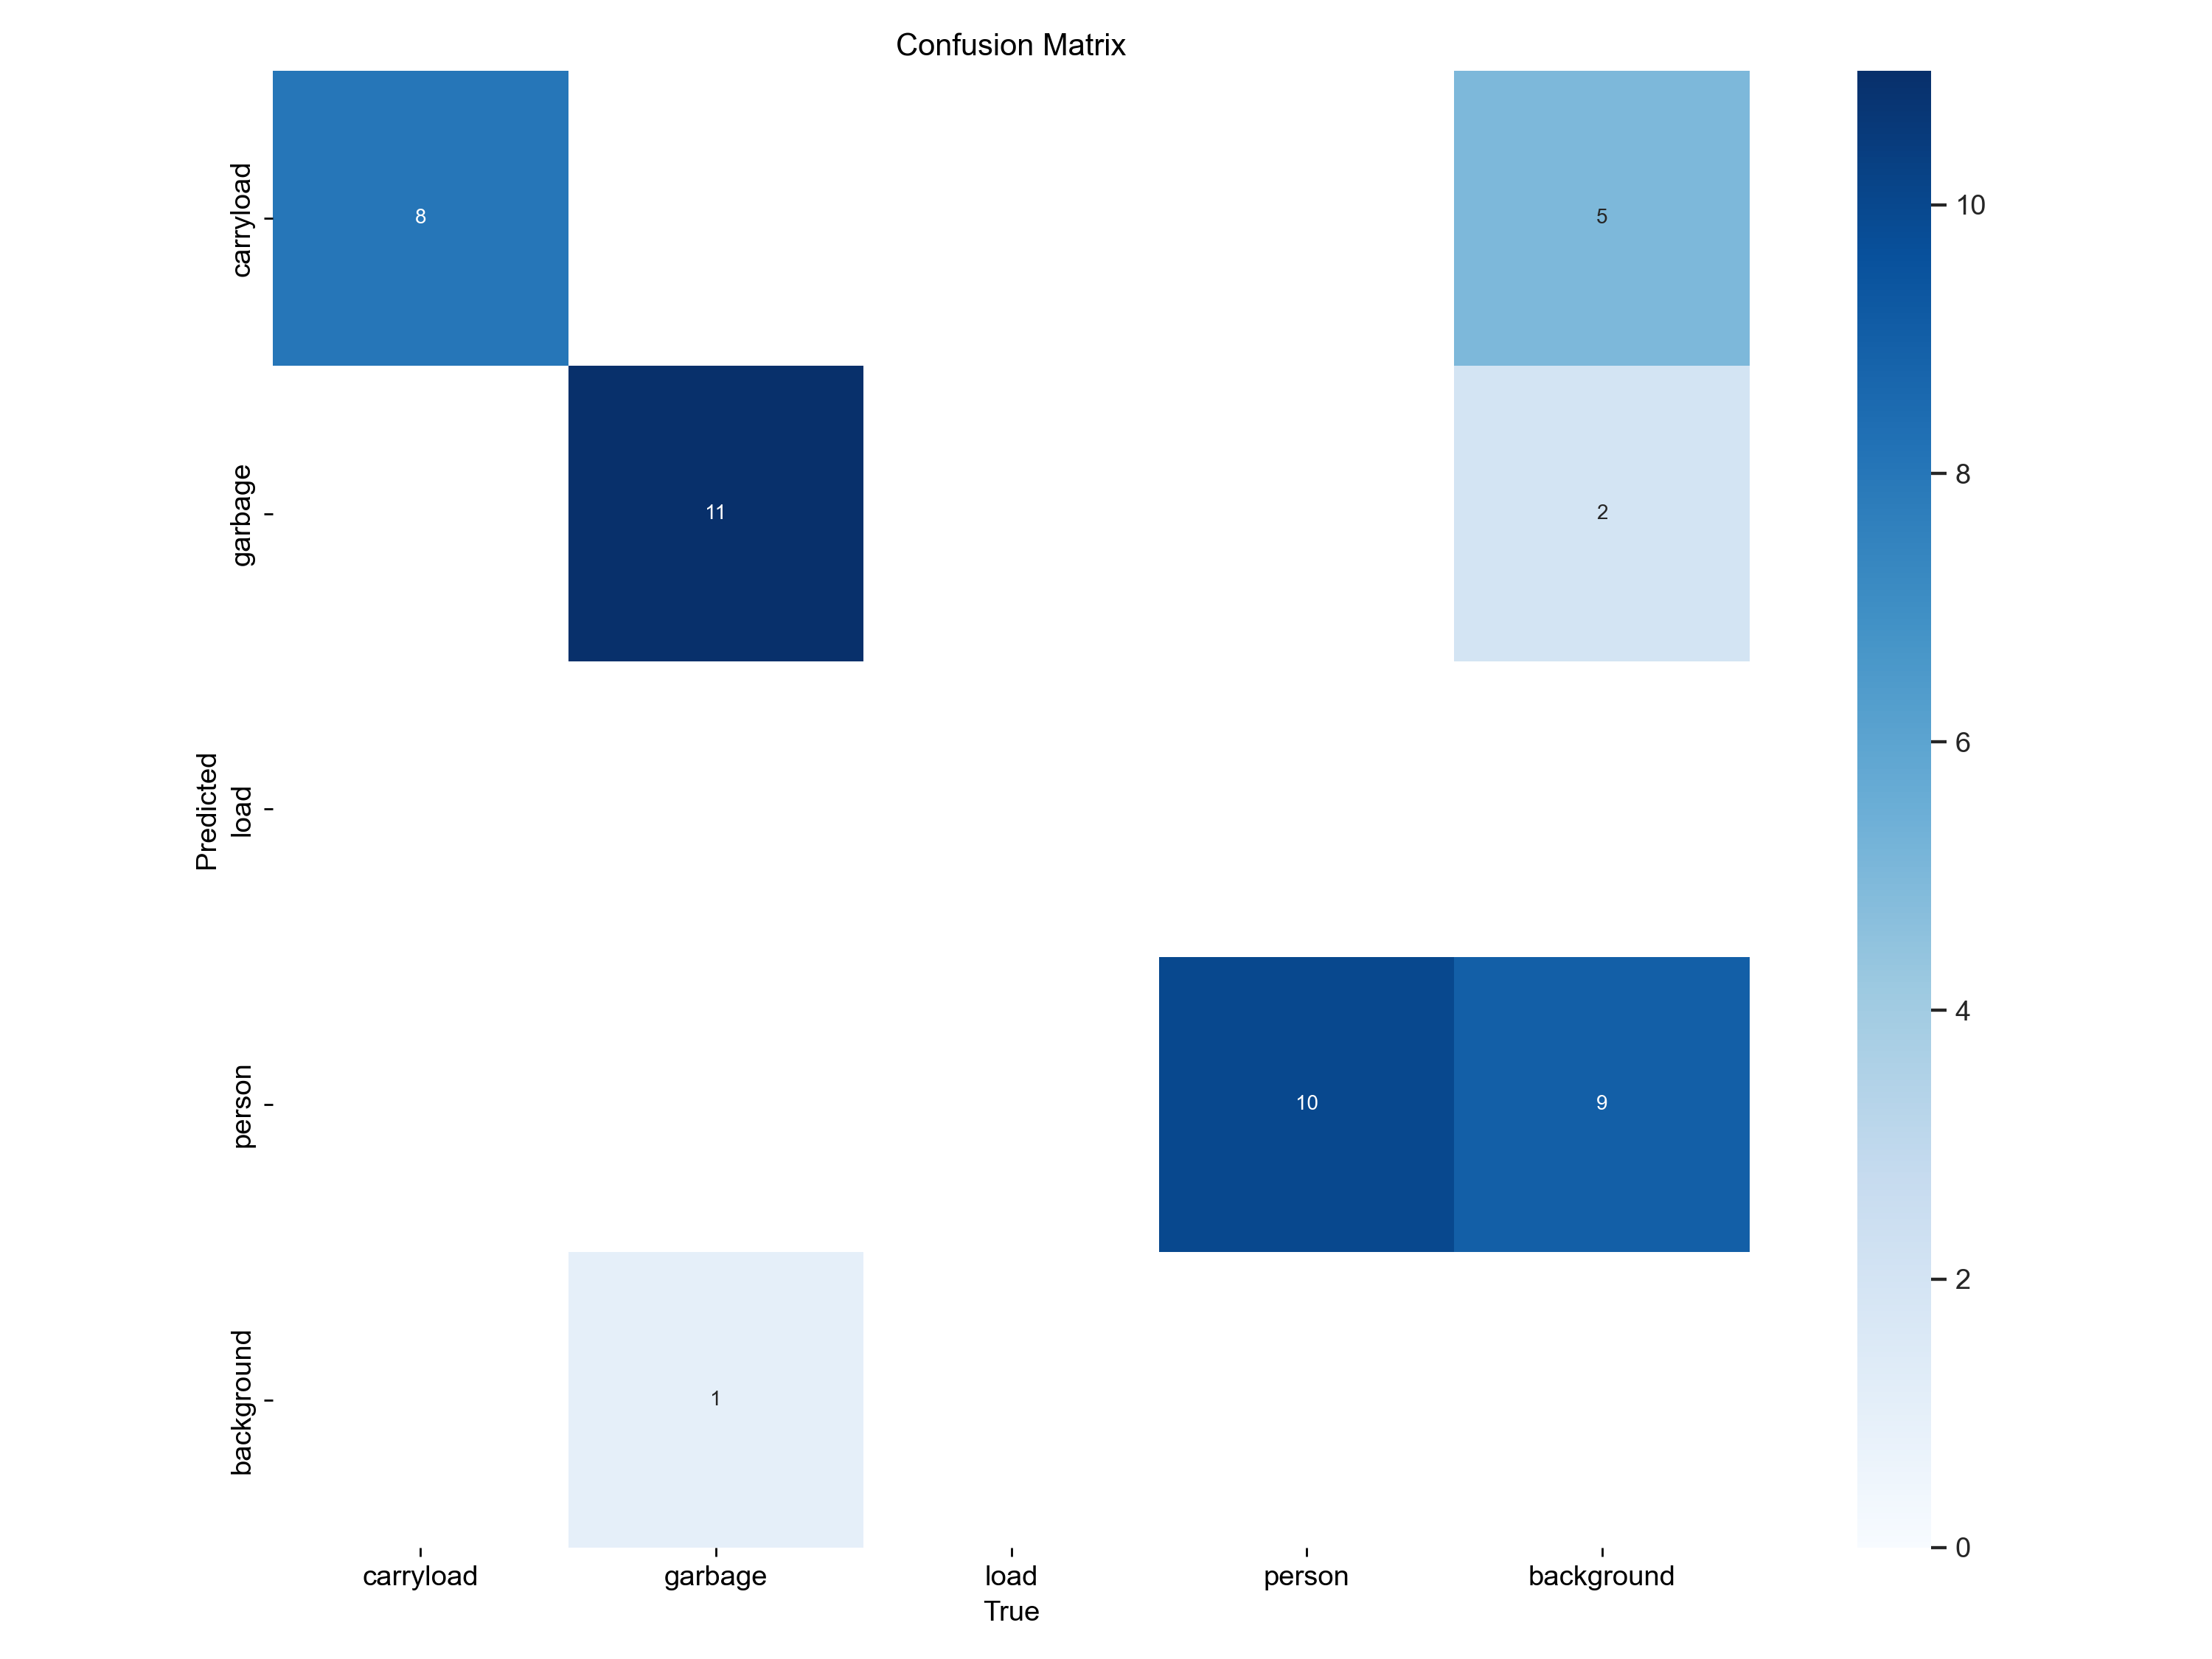 Confusion Matrix
carryload
8
5
10
garbage
11
2
8
Predicted
load
6
person
10
9
4
background
1
2
0
carryload garbage load person background
True